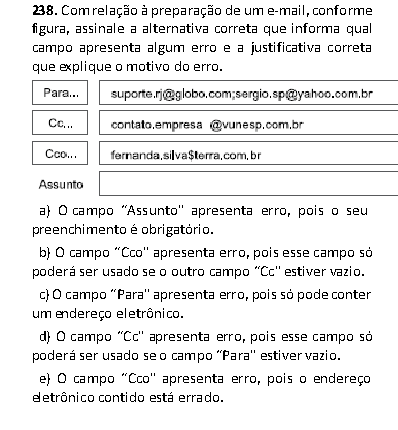 238. Com relação à preparação de um e-mail, conforme
figura, assinale a alternativa correta que informa qual
campo apresenta algum erro e a justificativa correta
que explique o motivo do erro.
Para... suporte.rj@globo.com;sergio.sp@yahoo.com.br
Cc... contato.empresa @vunesp.com.br
Cco... fernanda.silva$terra.com.br
Assunto
a) O campo “Assunto” apresenta erro, pois o seu
preenchimento é obrigatório.
b) O campo “Cco” apresenta erro, pois esse campo só
poderá ser usado se o outro campo “Cc” estiver vazio.
c) O campo “Para” apresenta erro, pois só pode conter
um endereço eletrônico.
d) O campo “Cc” apresenta erro, pois esse campo só
poderá ser usado se o campo “Para” estiver vazio.
e) O campo “Cco” apresenta erro, pois o endereço
eletrônico contido está errado.